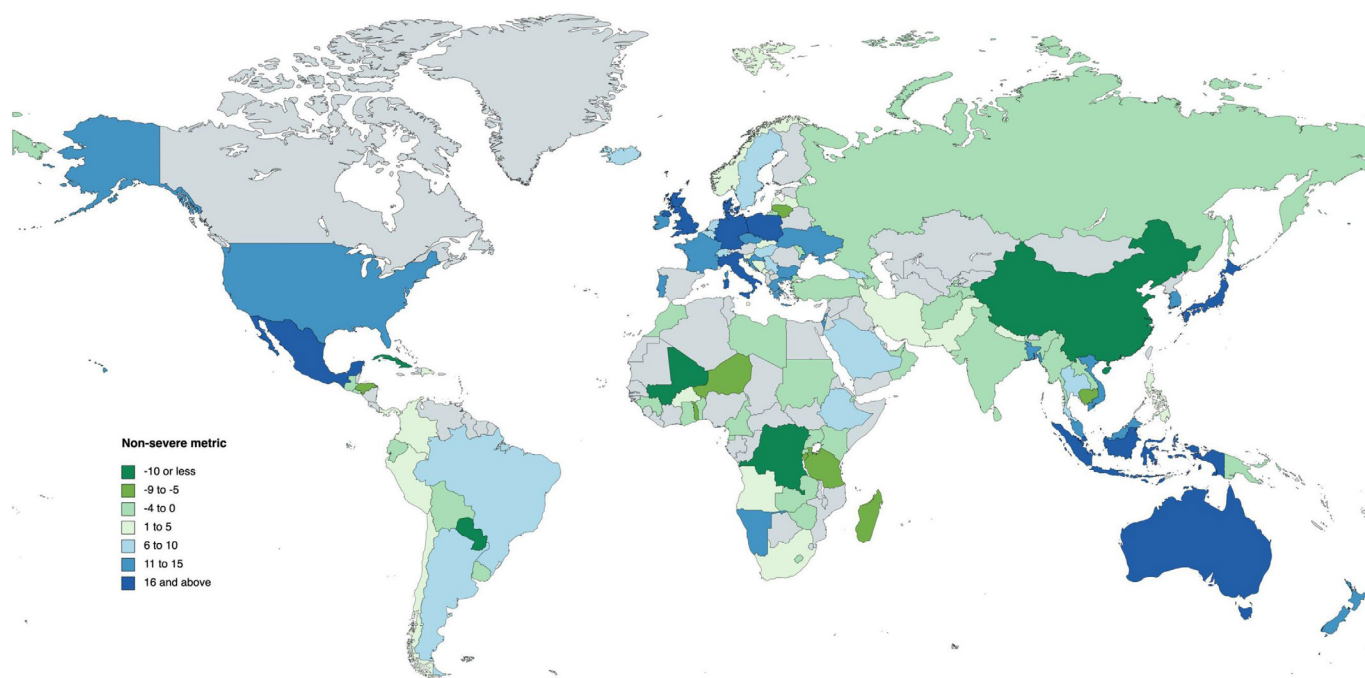 Non-severe metric
-10 or less
-9 to -5
-4 to 0
1 to 5
6 to 10
11 to 15
16 and above